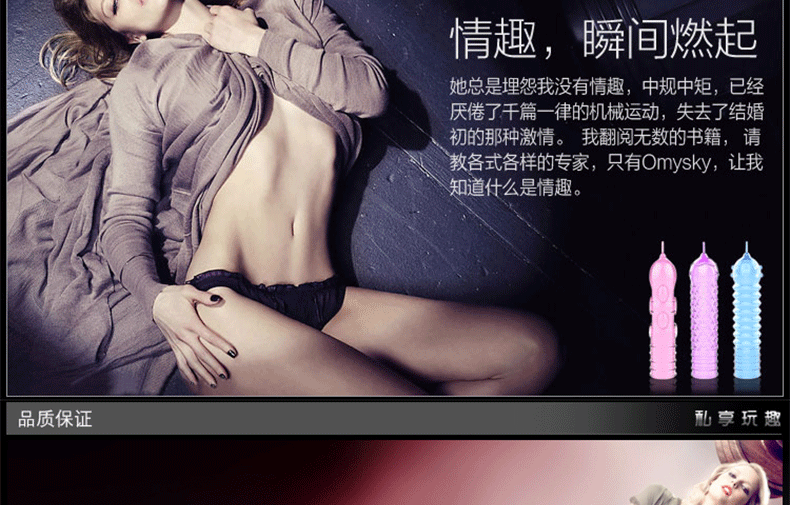 情趣，瞬间燃起
她总是埋怨我没有情趣，中规中矩，已经
厌倦了千篇一律的机械运动，失去了结婚
初的那种激情。 我翻阅无数的书籍， 请
教各式各样的专家，只有Omysky，让我
知道什么是情趣。
品质保证
私享玩趣